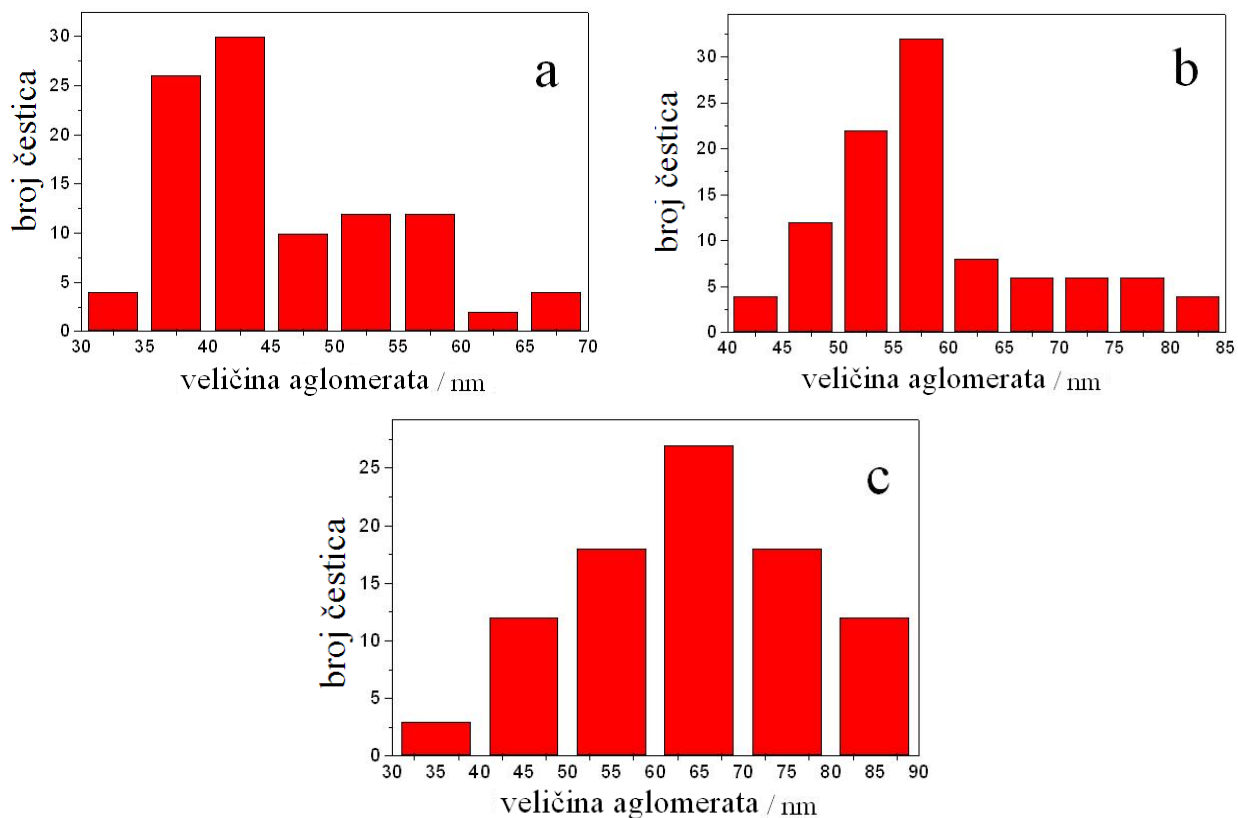 a
broj čestica
30
25
20
15
10
5
0
30 35 40 45 50 55 60 65 70
veličina aglomerata / nm
b
broj čestica
30
25
20
15
10
5
0
40 45 50 55 60 65 70 75 80 85
veličina aglomerata / nm
c
broj čestica
25
20
15
10
5
0
30 35 40 45 50 55 60 65 70 75 80 85 90
veličina aglomerata / nm